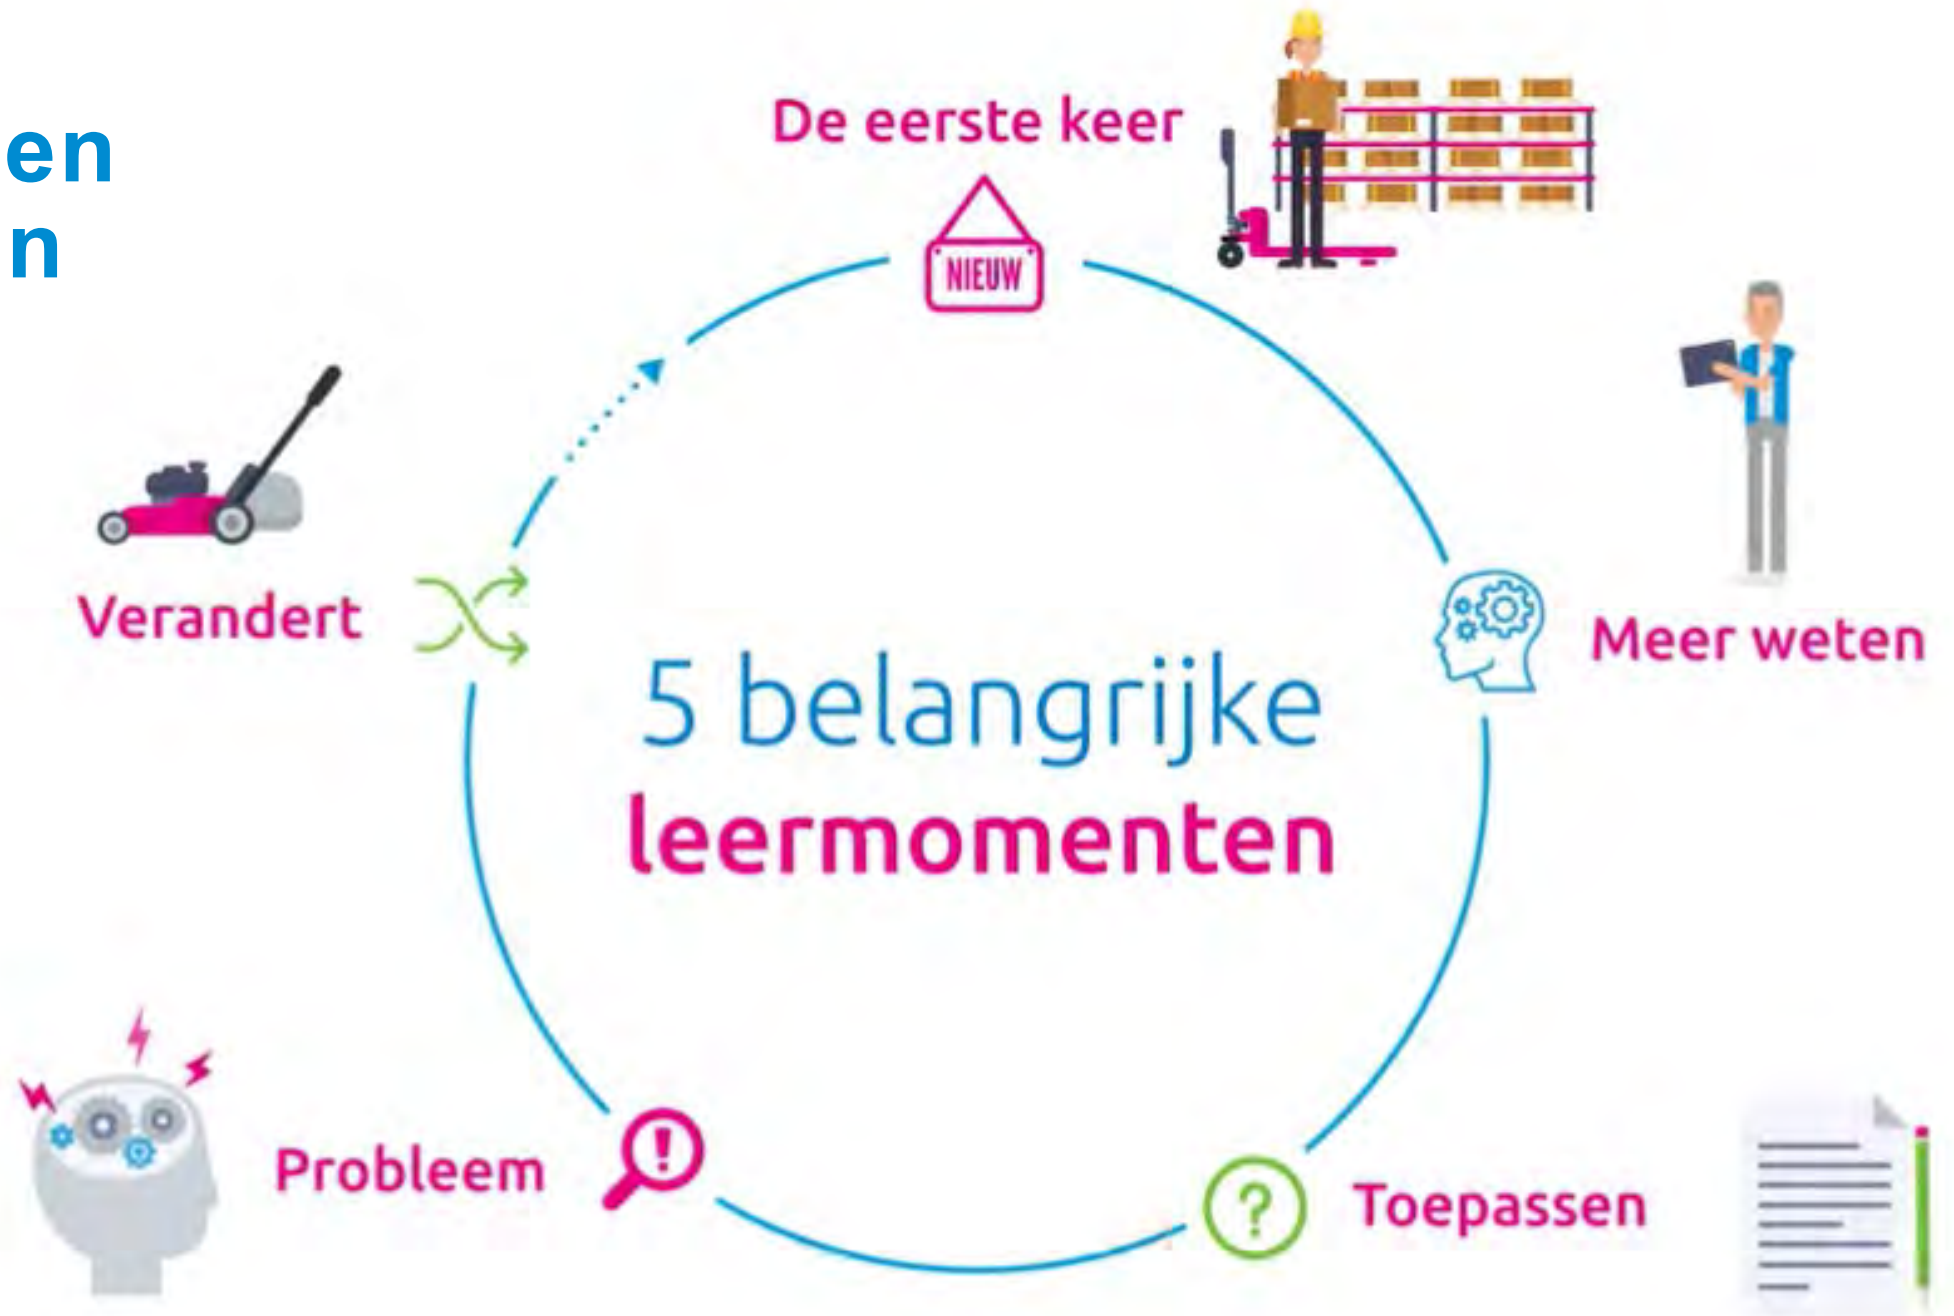 en
n
De eerste keer
NIEUW
Meer weten
Verandert
5 belangrijke
leermomenten
Probleem
Toepassen